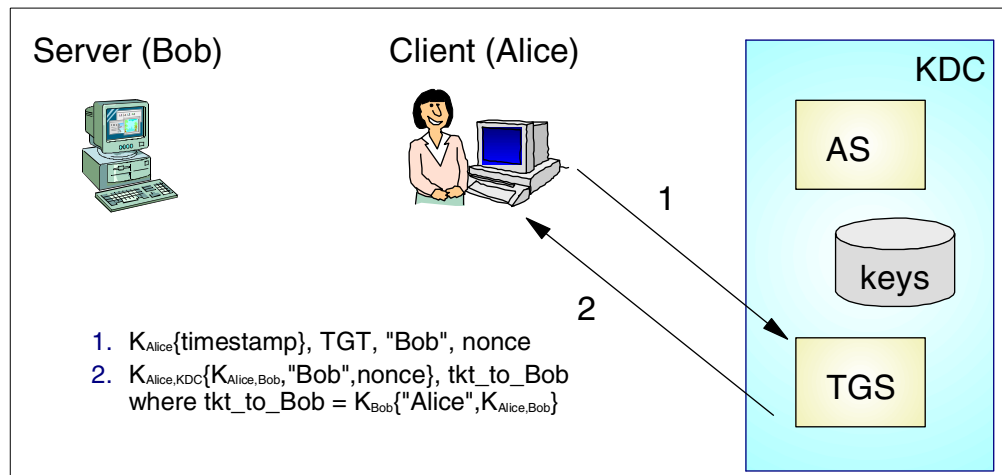 Server (Bob)
Client (Alice)
KDC
AS
1
keys
2
TGS
1. KAlice{timestamp}, TGT, "Bob", nonce
2. KAlice,KDC{KAlice,Bob,"Bob",nonce}, tkt_to_Bob
where tkt_to_Bob = KBob{"Alice",KAlice,Bob}